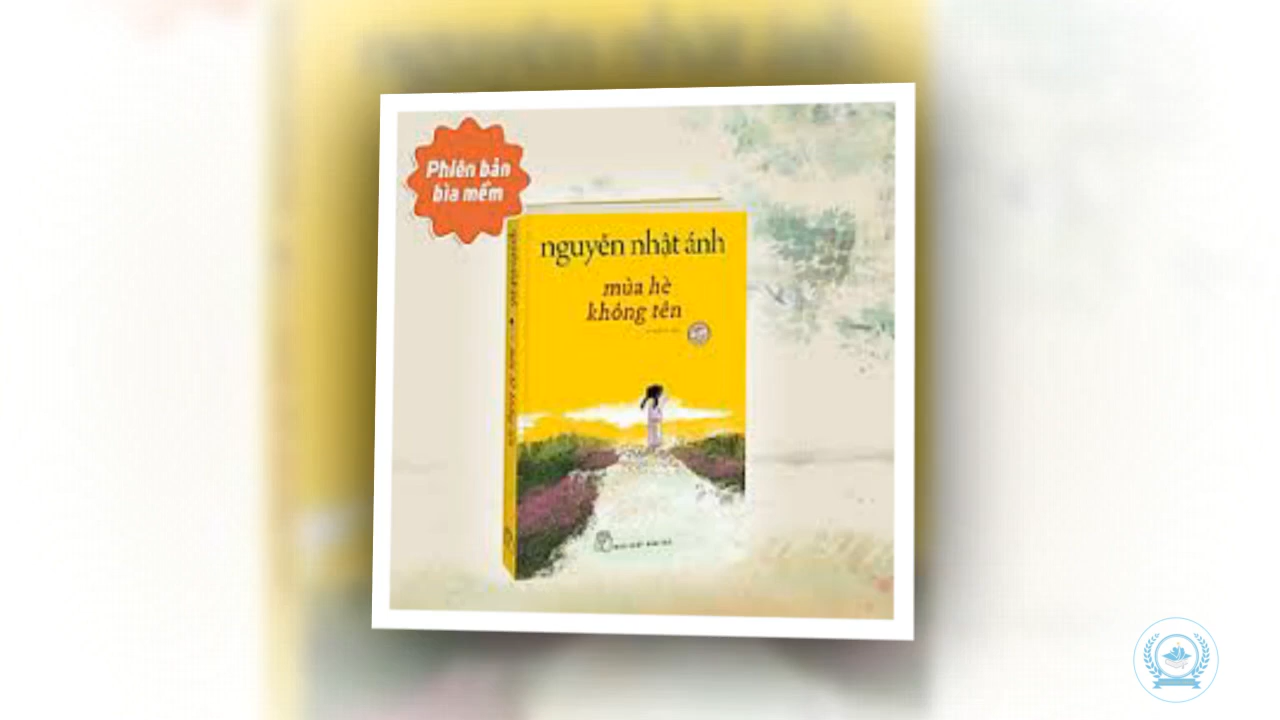 Phiên bản
bìa mềm
nguyễn nhật ánh
mùa hè
không tên